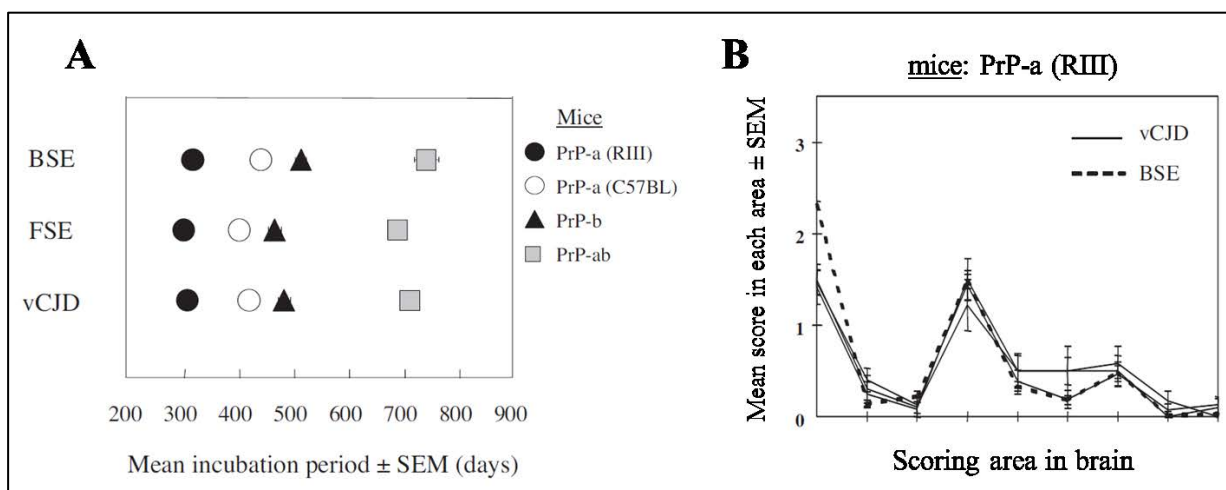 A
BSE
FSE
vCJD
200 300 400 500 600 700 800 900
Mean incubation period ± SEM (days)
Mice
PrP-a (RIII)
PrP-a (C57BL)
PrP-b
PrP-ab
B
mice: PrP-a (RIII)
Mean score in each area ± SEM
3
2
1
0
vCJD
BSE
Scoring area in brain